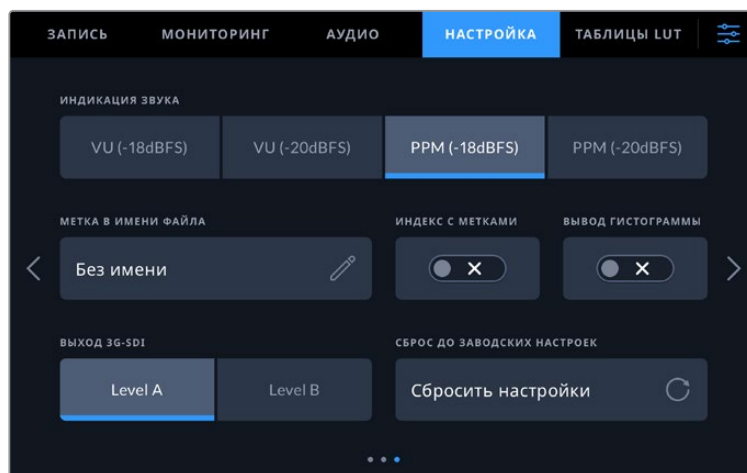 ЗАПИСЬ МОНИТОРИНГ АУДИО НАСТРОЙКА ТАБЛИЦЫ LUT
ИНДИКАЦИЯ ЗВУКА
VU (-18dBFS) VU (-20dBFS) PPM (-18dBFS) PPM (-20dBFS)
МЕТКА В ИМЕНИ ФАЙЛА ИНДЕКС С МЕТКАМИ ВЫВОД ГИСТОГРАММЫ
Без имени
ВЫХОД 3G-SDI СБРОС ДО ЗАВОДСКИХ НАСТРОЕК
Level A Level B Сбросить настройки